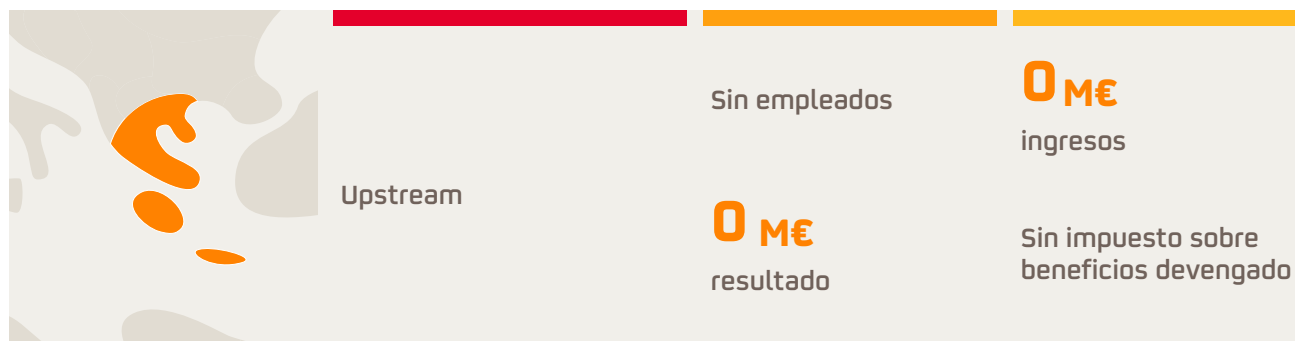 Upstream
Sin empleados
0 M€
resultado
0 M€
ingresos
Sin impuesto sobre
beneficios devengado